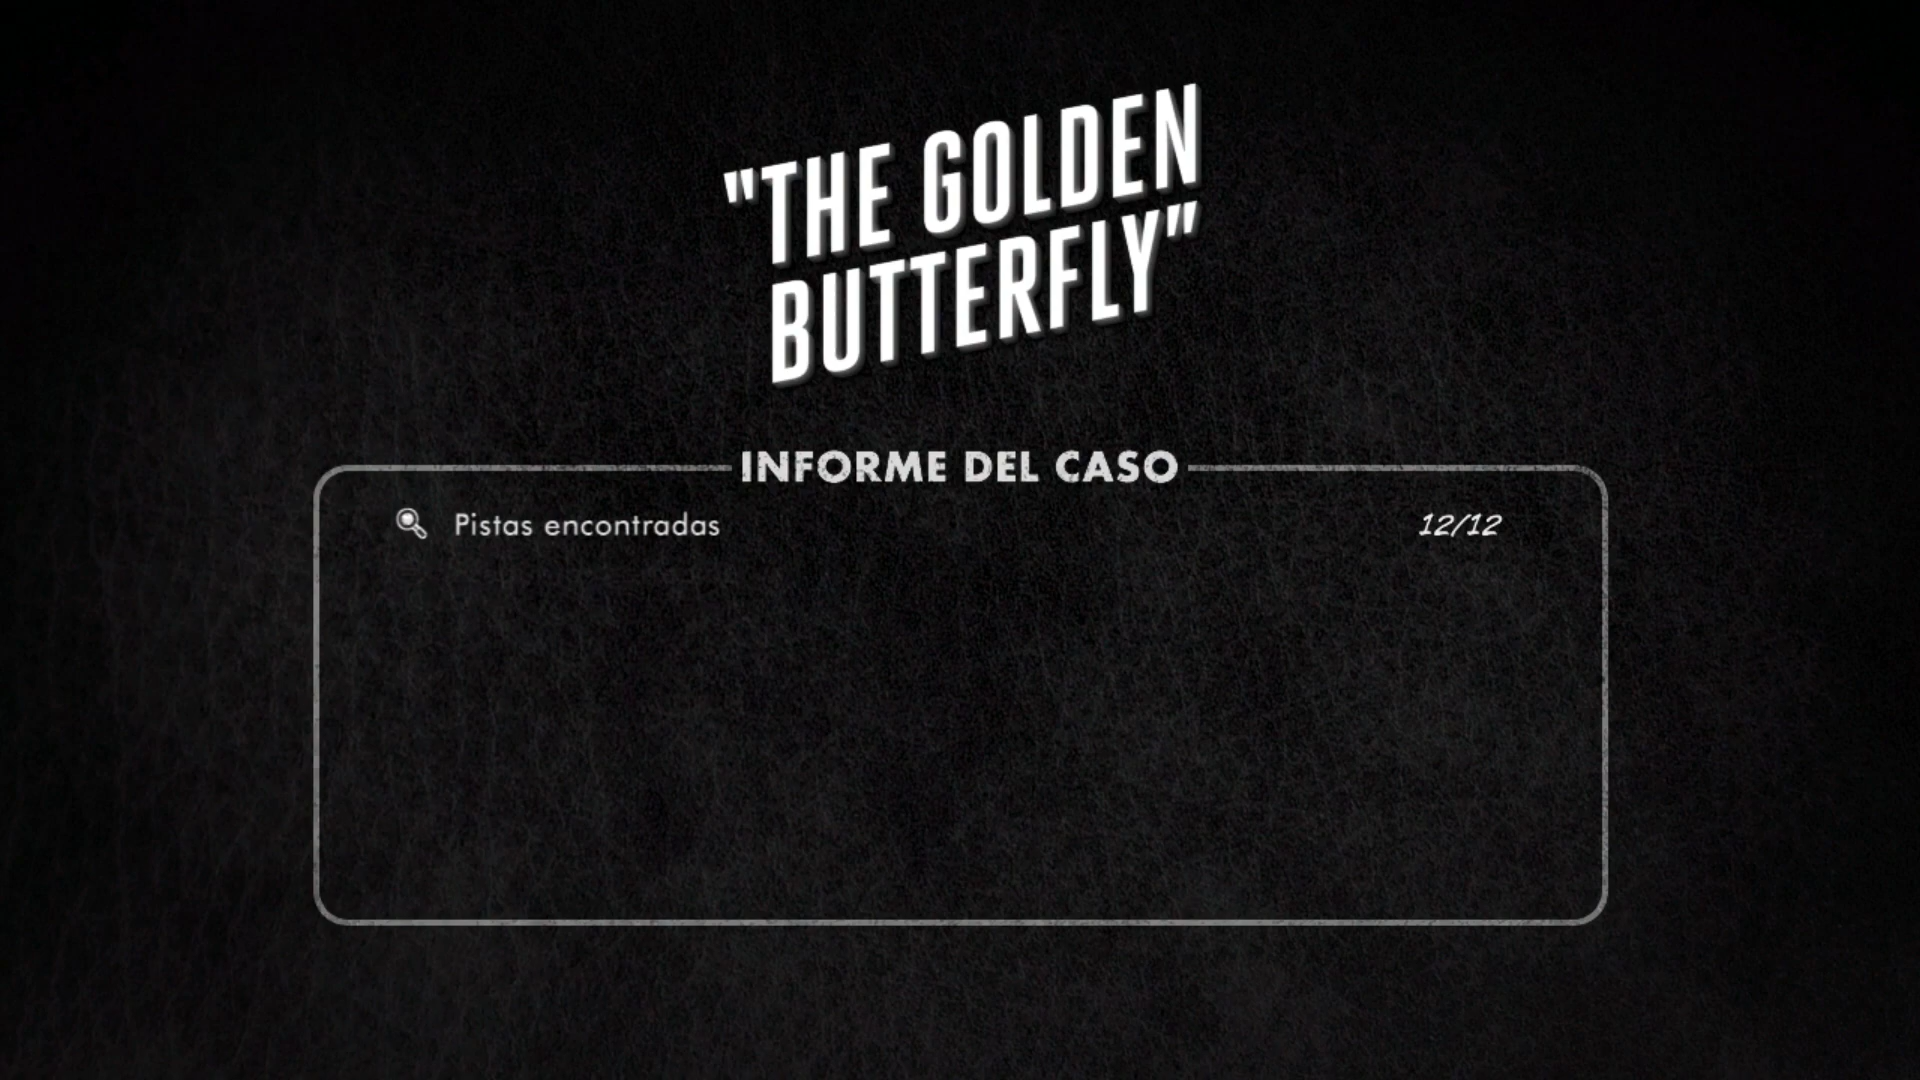 "THE GOLDEN
BUTTERFLY"
INFORME DEL CASO
Pistas encontradas 12/12